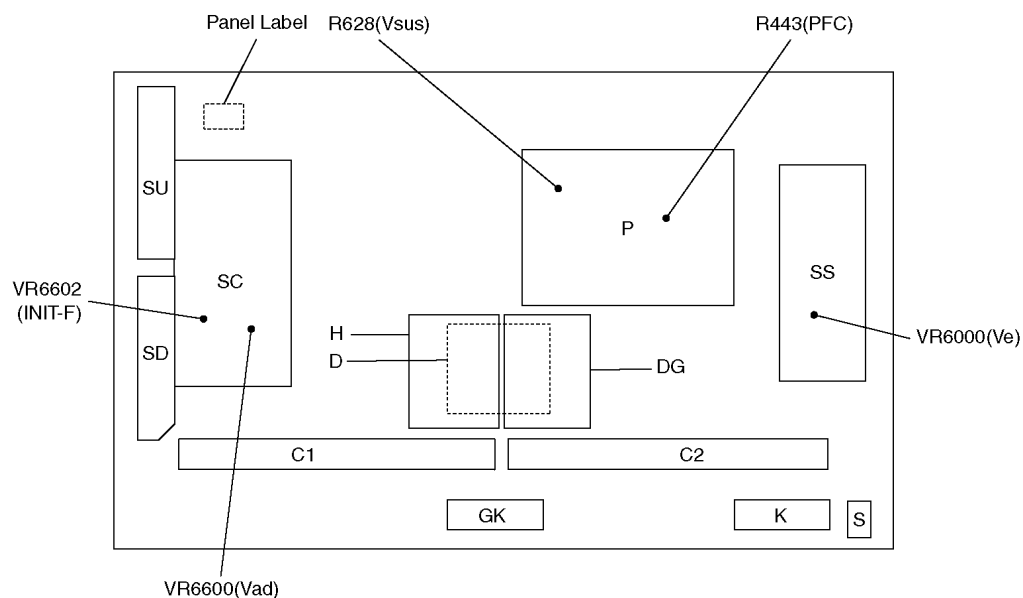 Panel Label
R628(Vsus)
R443(PFC)
SU
P
SC
SS
VR6602
(INIT-F)
H
VR6000(Ve)
SD
D
DG
C1
C2
GK
K
S
VR6600(Vad)